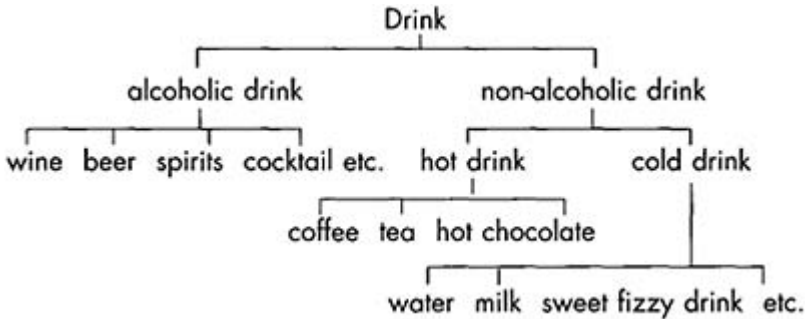 Drink
alcoholic drink non-alcoholic drink
wine beer spirits cocktail etc. hot drink cold drink
coffee tea hot chocolate
water milk sweet fizzy drink etc.